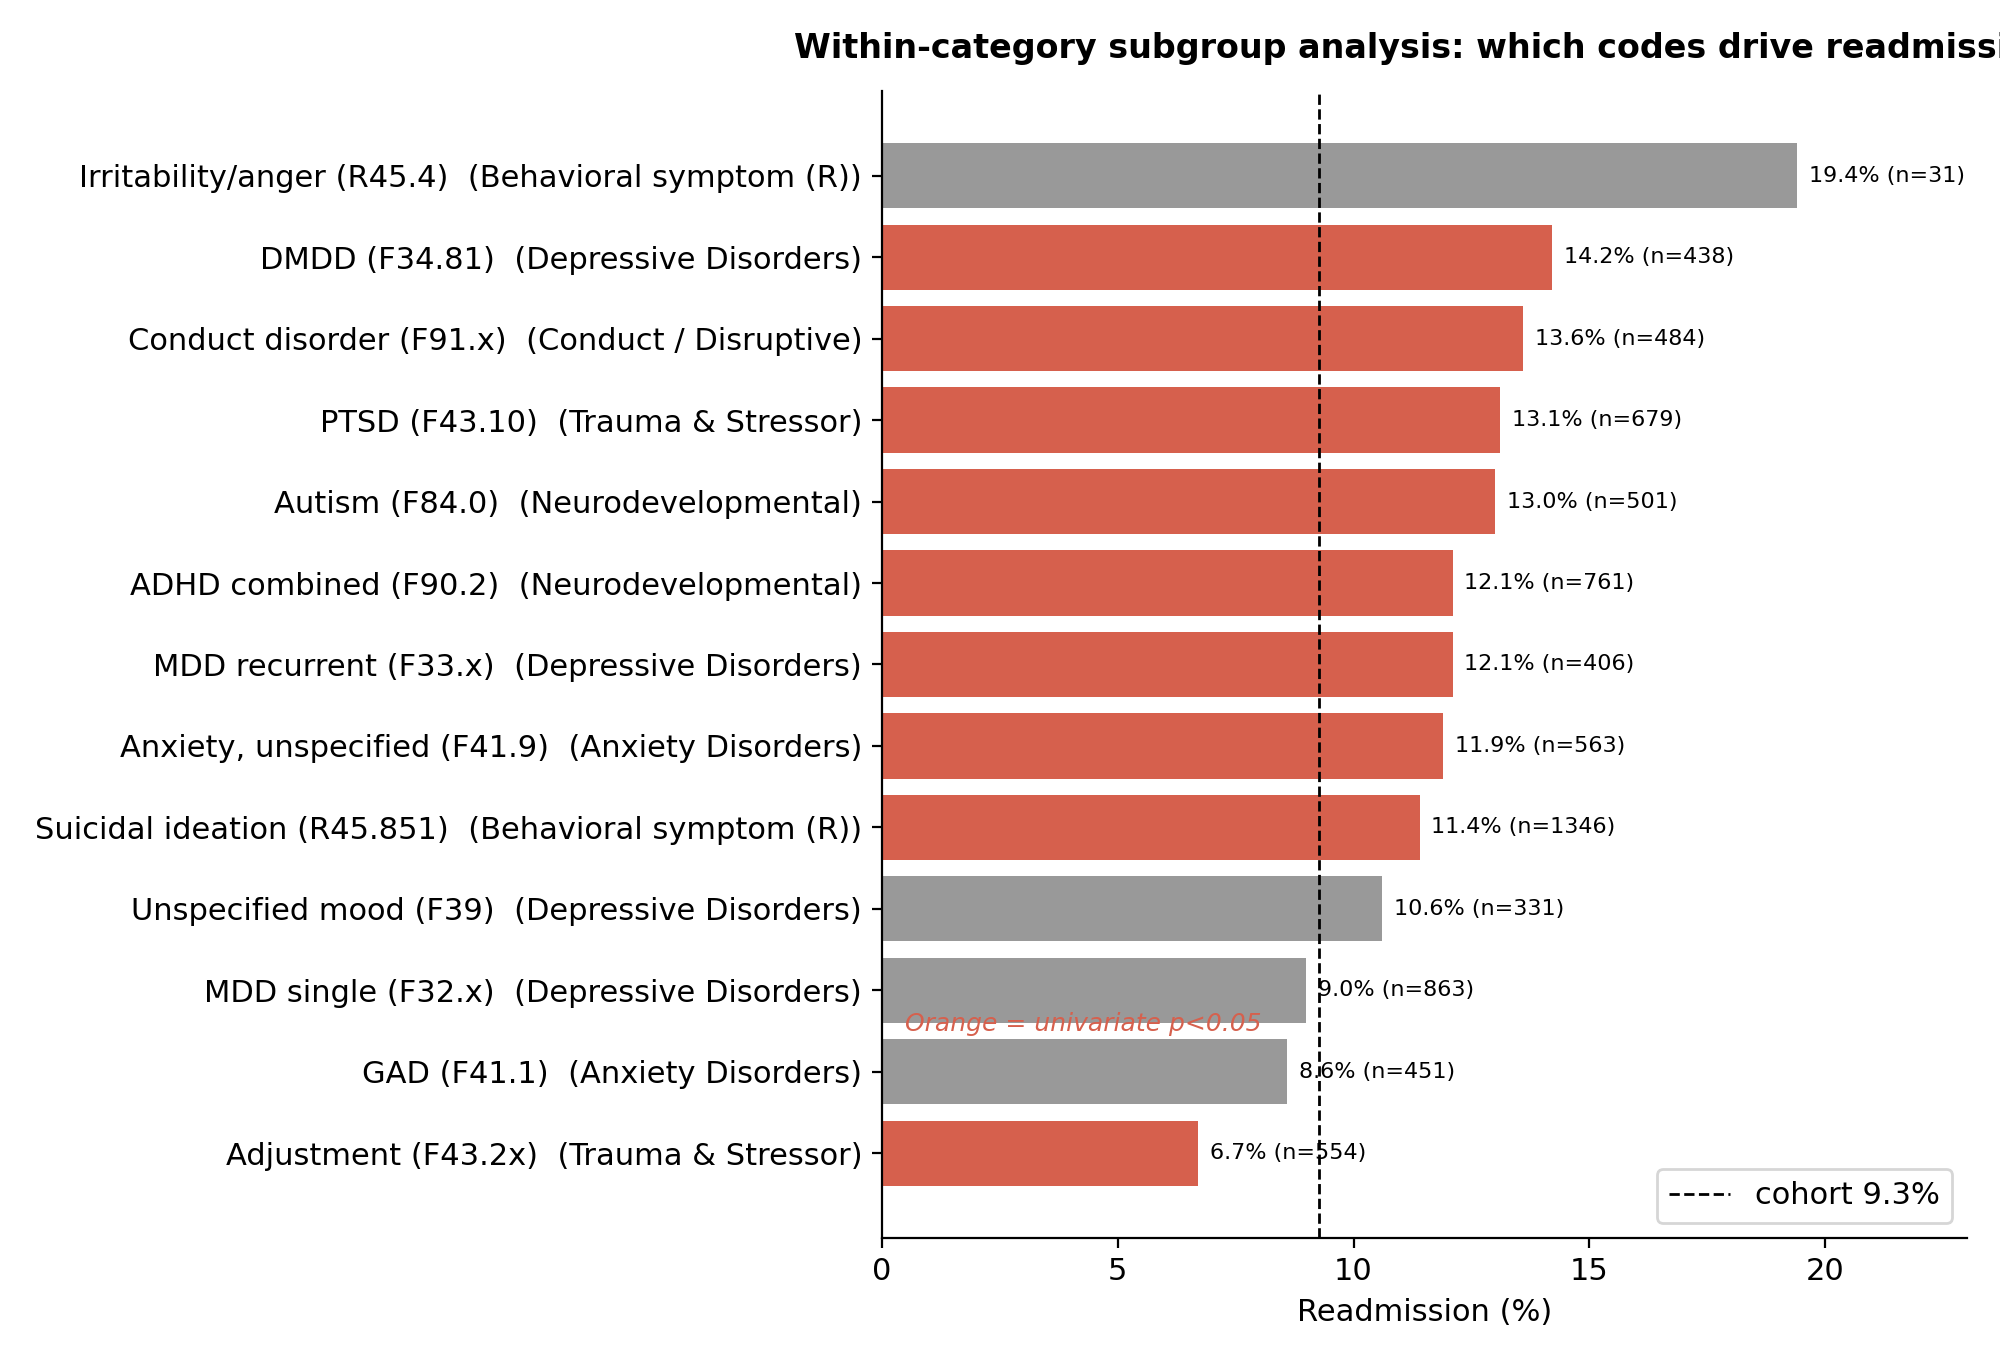 Within-category subgroup analysis: which codes drive readmissi
Irritability/anger (R45.4)  (Behavioral symptom (R)) 19.4% (n=31)
DMDD (F34.81)  (Depressive Disorders) 14.2% (n=438)
Conduct disorder (F91.x)  (Conduct / Disruptive) 13.6% (n=484)
PTSD (F43.10)  (Trauma & Stressor) 13.1% (n=679)
Autism (F84.0)  (Neurodevelopmental) 13.0% (n=501)
ADHD combined (F90.2)  (Neurodevelopmental) 12.1% (n=761)
MDD recurrent (F33.x)  (Depressive Disorders) 12.1% (n=406)
Anxiety, unspecified (F41.9)  (Anxiety Disorders) 11.9% (n=563)
Suicidal ideation (R45.851)  (Behavioral symptom (R)) 11.4% (n=1346)
Unspecified mood (F39)  (Depressive Disorders) 10.6% (n=331)
MDD single (F32.x)  (Depressive Disorders) 9.0% (n=863)
Orange = univariate p<0.05
GAD (F41.1)  (Anxiety Disorders) 8.6% (n=451)
Adjustment (F43.2x)  (Trauma & Stressor) 6.7% (n=554)
cohort 9.3%
0 5 10 15 20
Readmission (%)